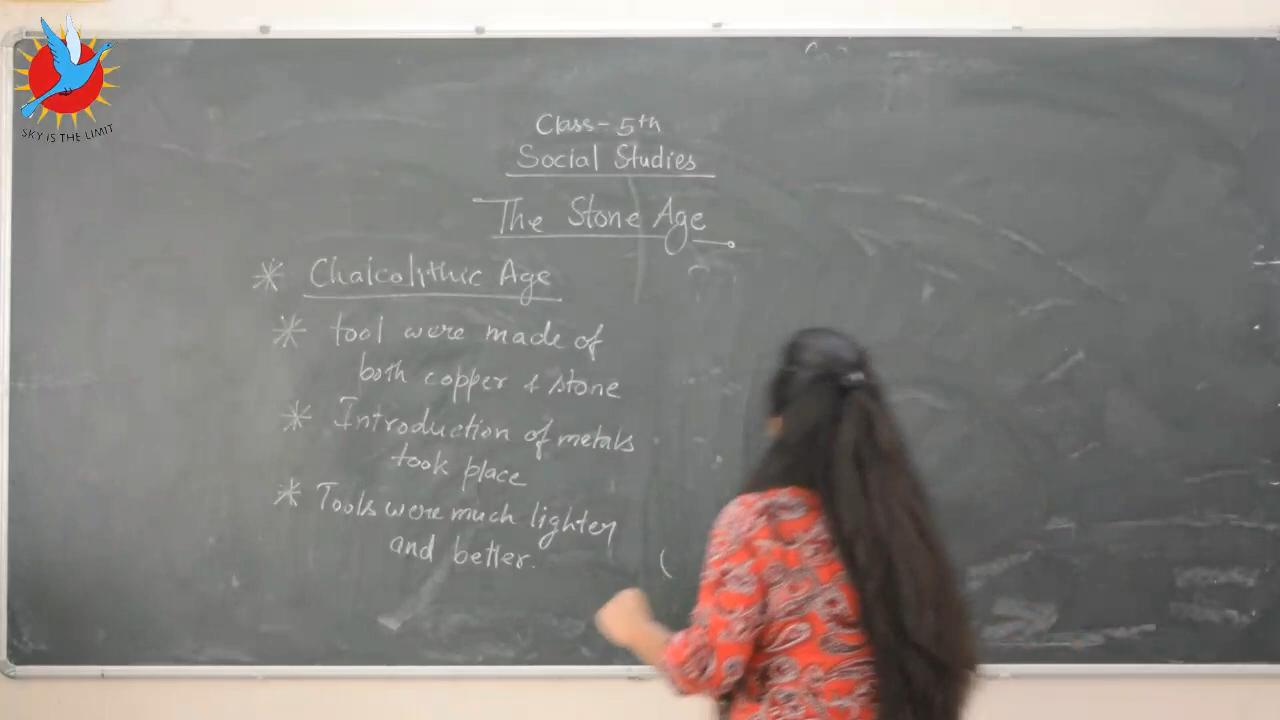 SKY IS THE LIMIT
Class - 5th
Social Studies
The Stone Age
* Chalcolithic Age
* tool were made of
both copper & stone
* Introduction of metals
took place
* Tools were much lighter
and better.
(